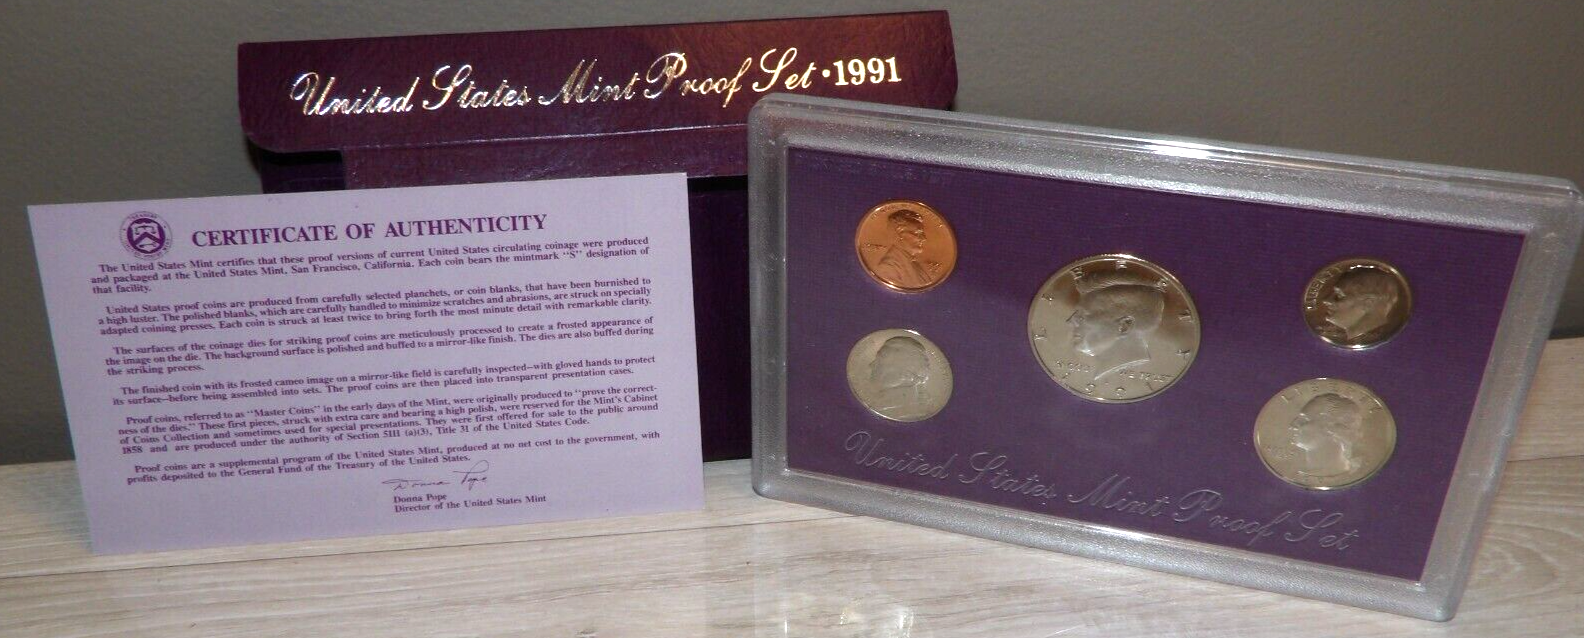 United States Mint Proof Set • 1991
CERTIFICATE OF AUTHENTICITY
The United States Mint certifies that these proof versions of current United States circulating coinage were produced
and packaged at the United States Mint, San Francisco, California. Each coin bears the mintmark "S" designation of
that facility.
United States proof coins are produced from carefully selected planchets, or coin blanks, that have been burnished to
a high luster. The polished blanks, which are carefully handled to minimize scratches and abrasions, are struck on specially
adapted coining presses. Each coin is struck at least twice to bring forth the most minute detail with remarkable clarity.
The surfaces of the coinage dies for striking proof coins are meticulously processed to create a frosted appearance of
the image on the die. The background surface is polished and buffed to a mirror-like finish. The dies are also buffed during
the striking process.
The finished coin with its frosted cameo image on a mirror-like field is carefully inspected--with gloved hands to protect
its surface--before being assembled into sets. The proof coins are then placed into transparent presentation cases.
Proof coins, referred to as "Master Coins" in the early days of the Mint, were originally produced to "prove the correct-
ness of the dies." These first pieces, struck with extra care and bearing a high polish, were reserved for the Mint's Cabinet
of Coins Collection and sometimes used for special presentations. They were first offered for sale to the public around
1858 and are produced under the authority of Section 5111 (a)(3), Title 31 of the United States Code.
Proof coins are a supplemental program of the United States Mint, produced at no net cost to the government, with
profits deposited to the General Fund of the Treasury of the United States.
Donna Pope
Donna Pope
Director of the United States Mint
LIBERTY
WE TRUST
LIBERTY
LIBERTY
United States Mint Proof Set